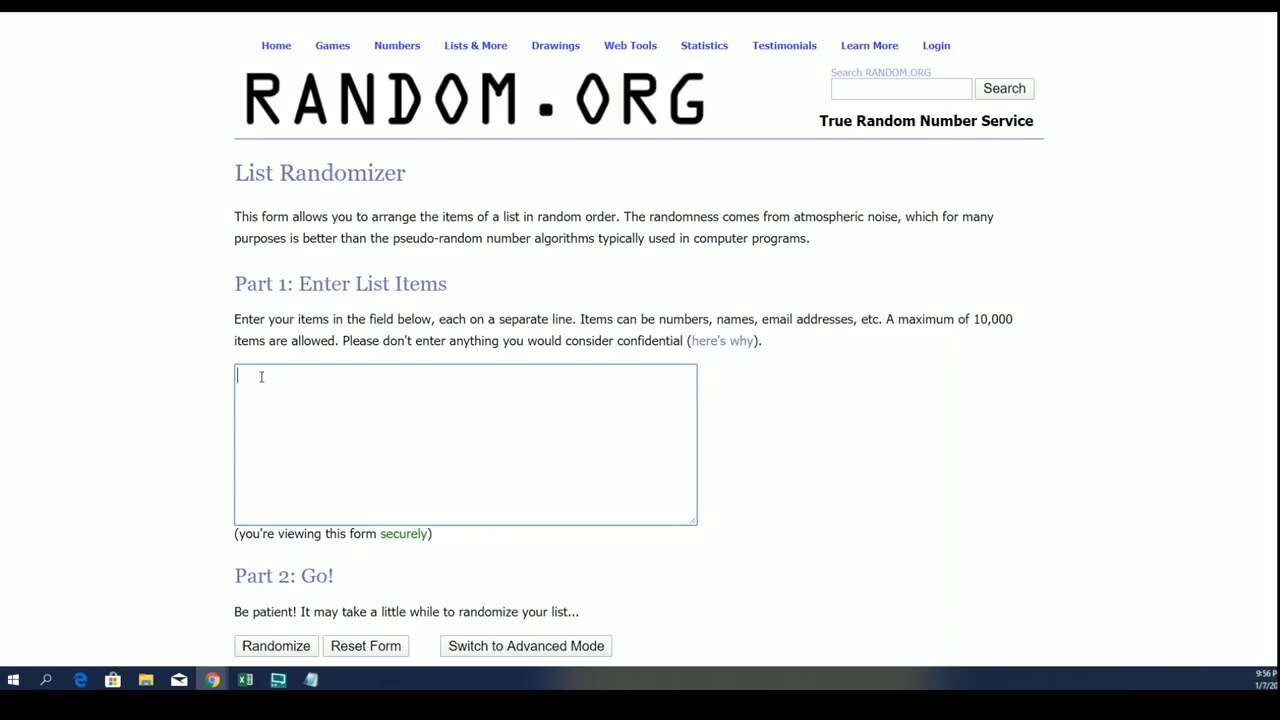 Home Games Numbers Lists & More Drawings Web Tools Statistics Testimonials Learn More Login
RANDOM.ORG
Search RANDOM.ORG
Search
True Random Number Service
List Randomizer
This form allows you to arrange the items of a list in random order. The randomness comes from atmospheric noise, which for many
purposes is better than the pseudo-random number algorithms typically used in computer programs.
Part 1: Enter List Items
Enter your items in the field below, each on a separate line. Items can be numbers, names, email addresses, etc. A maximum of 10,000
items are allowed. Please don't enter anything you would consider confidential (here's why).
(you're viewing this form securely)
Part 2: Go!
Be patient! It may take a little while to randomize your list...
Randomize Reset Form Switch to Advanced Mode
9:56 P
1/7/20